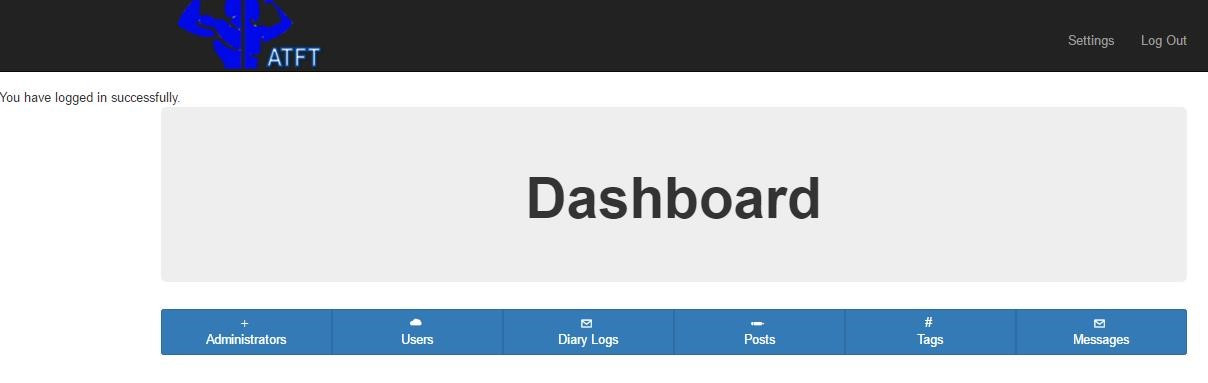 ATFT
Settings Log Out
You have logged in successfully.
Dashboard
Administrators Users Diary Logs Posts # Tags Messages